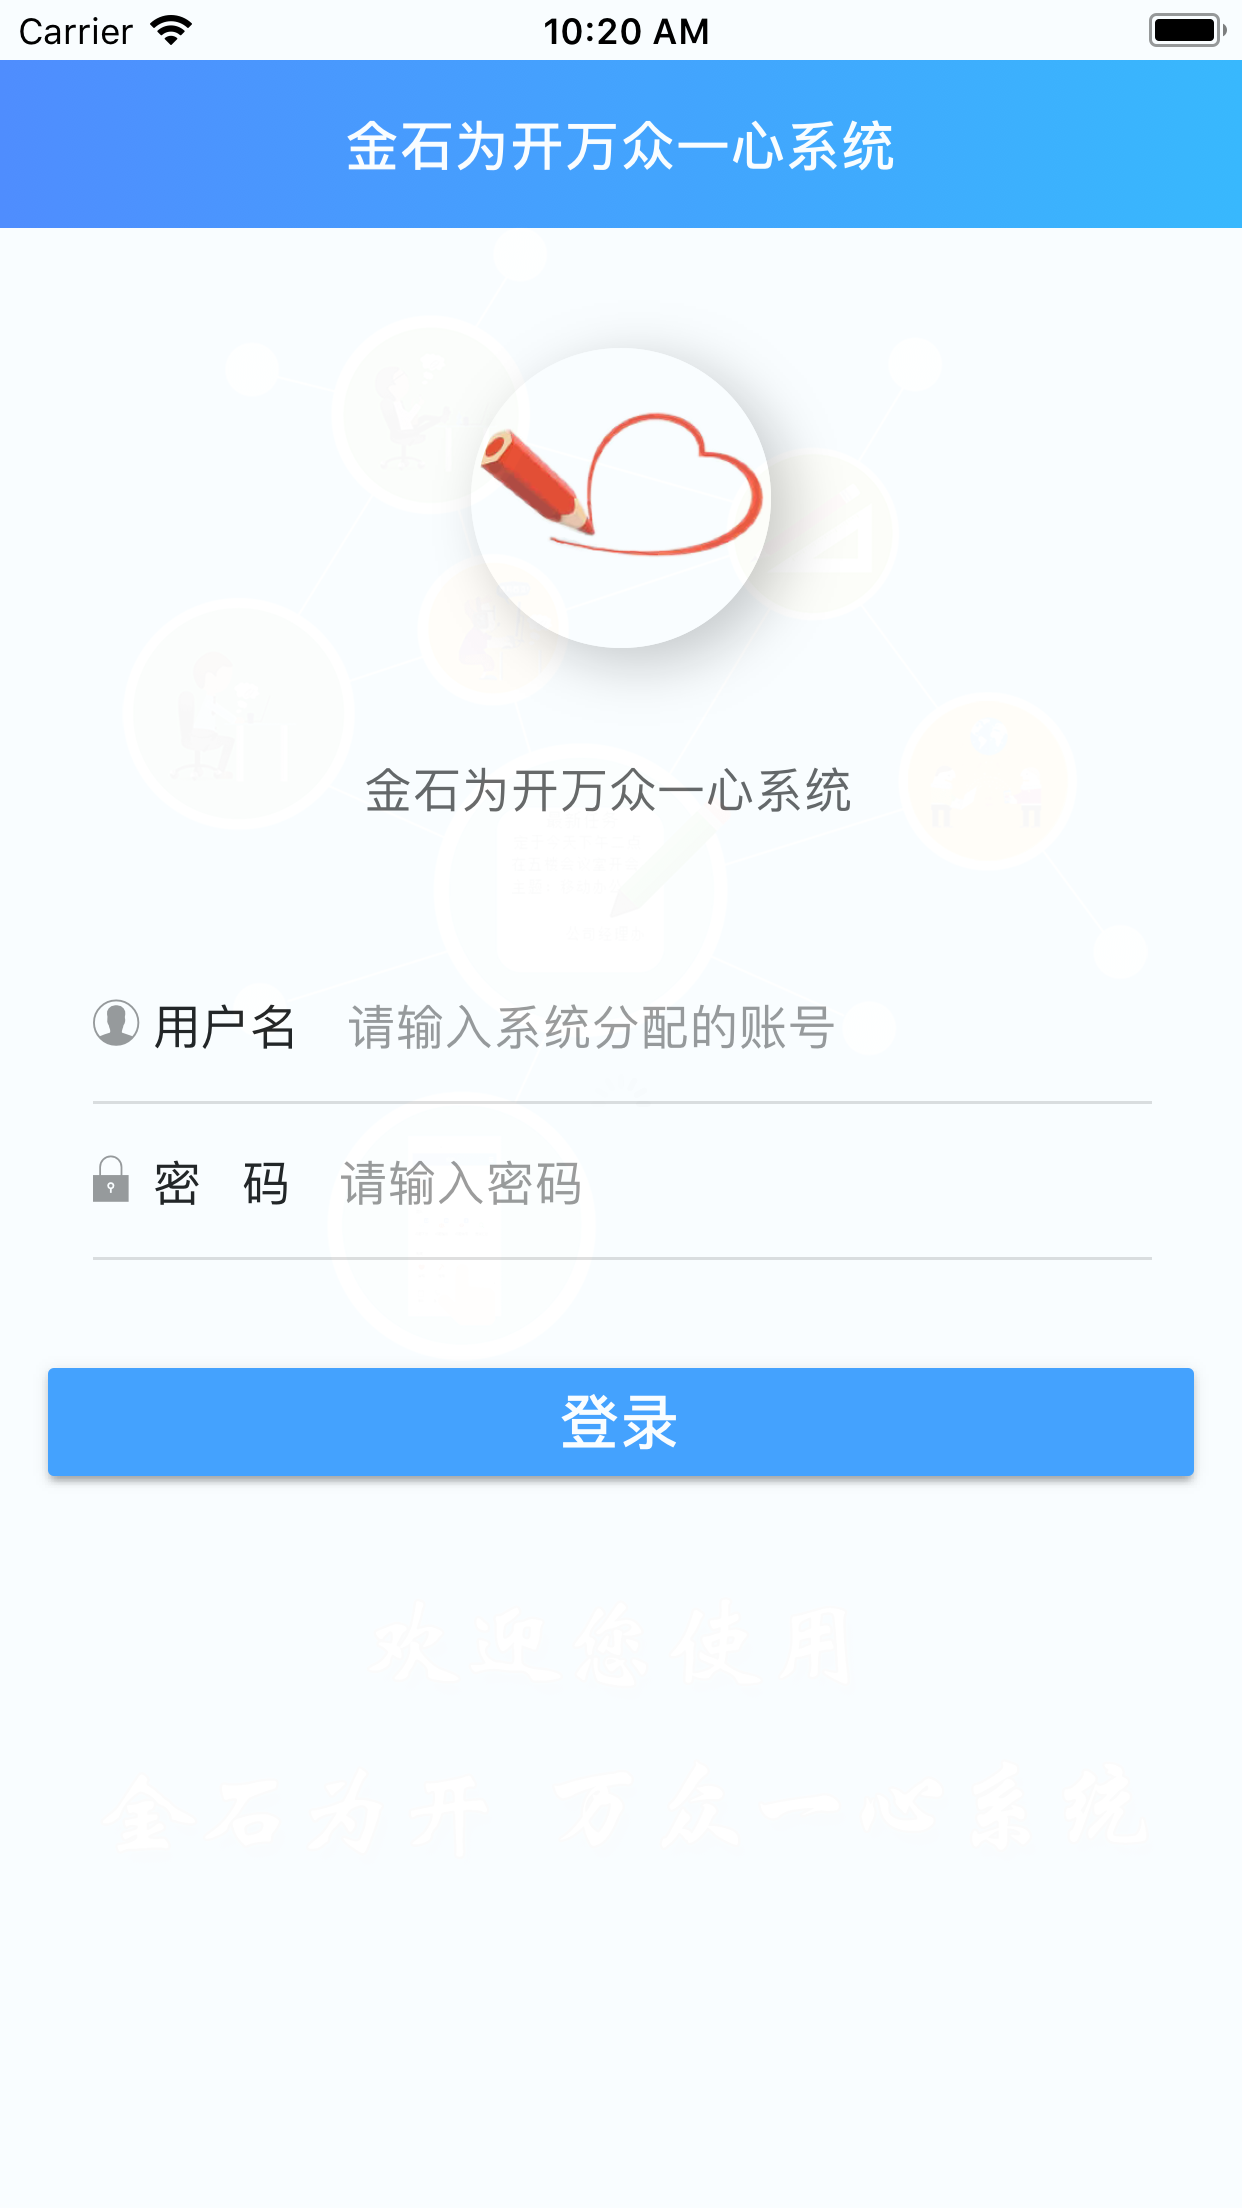 Carrier 10:20 AM
金石为开万众一心系统
金石为开万众一心系统
用户名 请输入系统分配的账号
密 码 请输入密码
登录
欢迎您使用
金石为开 万众一心系统